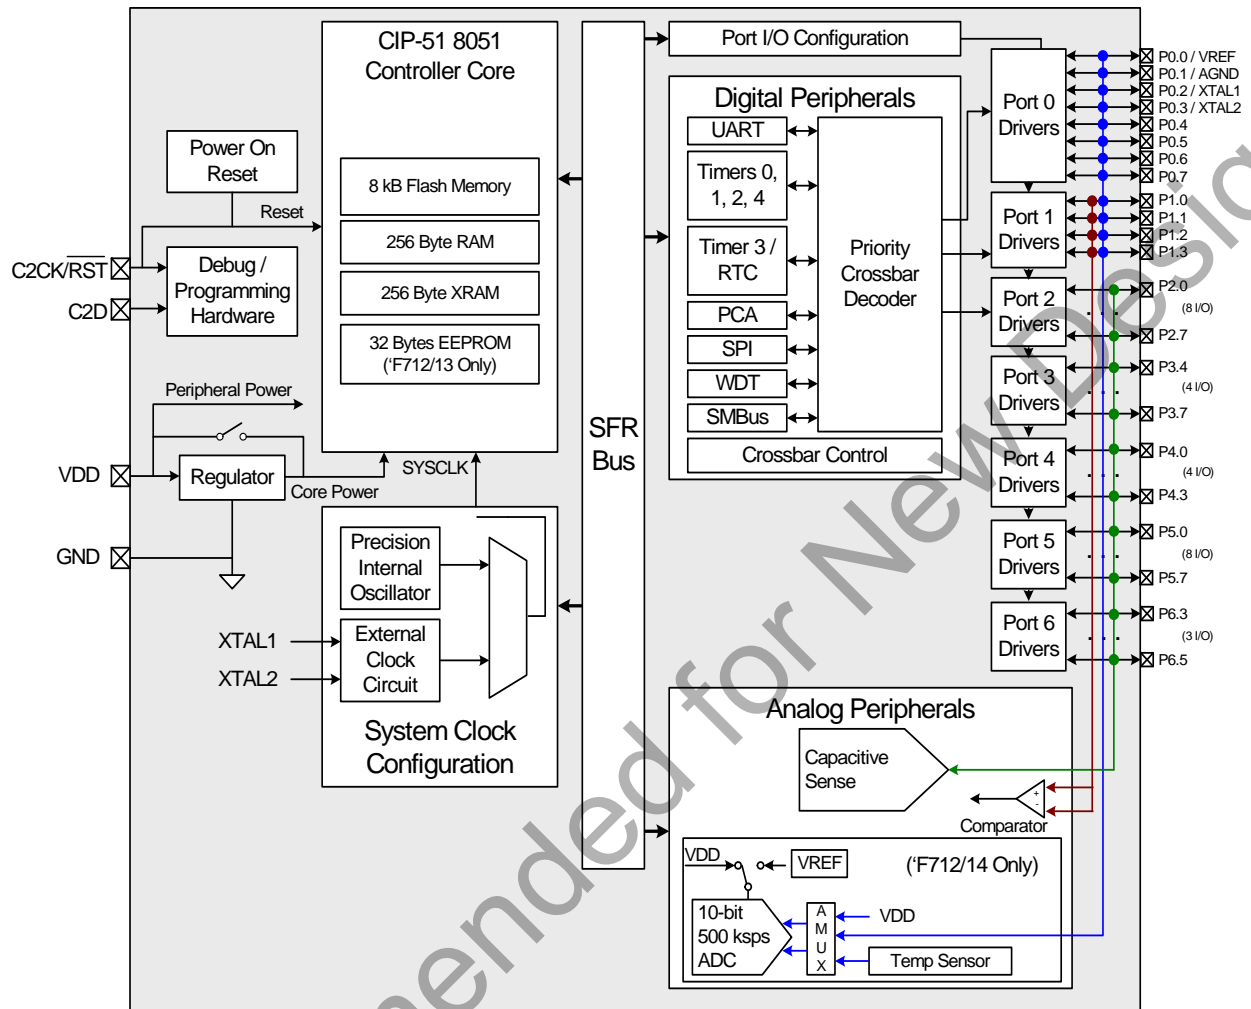 CIP-51 8051
Controller Core
8 kB Flash Memory
256 Byte RAM
256 Byte XRAM
32 Bytes EEPROM
('F712/13 Only)
Power On
Reset
Reset
C2CK/RST
Debug /
Programming
Hardware
C2D
Peripheral Power
VDD
Regulator
Core Power
SYSCLK
GND
Precision
Internal
Oscillator
XTAL1
XTAL2
External
Clock
Circuit
System Clock
Configuration
SFR
Bus
Port I/O Configuration
Digital Peripherals
UART
Timers 0,
1, 2, 4
Timer 3 /
RTC
PCA
SPI
WDT
SMBus
Priority
Crossbar
Decoder
Crossbar Control
Port 0
Drivers
Port 1
Drivers
Port 2
Drivers
Port 3
Drivers
Port 4
Drivers
Port 5
Drivers
Port 6
Drivers
P0.0 / VREF
P0.1 / AGND
P0.2 / XTAL1
P0.3 / XTAL2
P0.4
P0.5
P0.6
P0.7
P1.0
P1.1
P1.2
P1.3
P2.0
(8 I/O)
P2.7
P3.4
(4 I/O)
P3.7
P4.0
(4 I/O)
P4.3
P5.0
(8 I/O)
P5.7
P6.3
(3 I/O)
P6.5
Analog Peripherals
Capacitive
Sense
+
-
Comparator
VDD
VREF
('F712/14 Only)
10-bit
500 ksps
ADC
A
M
U
X
VDD
Temp Sensor
ended for New Desig